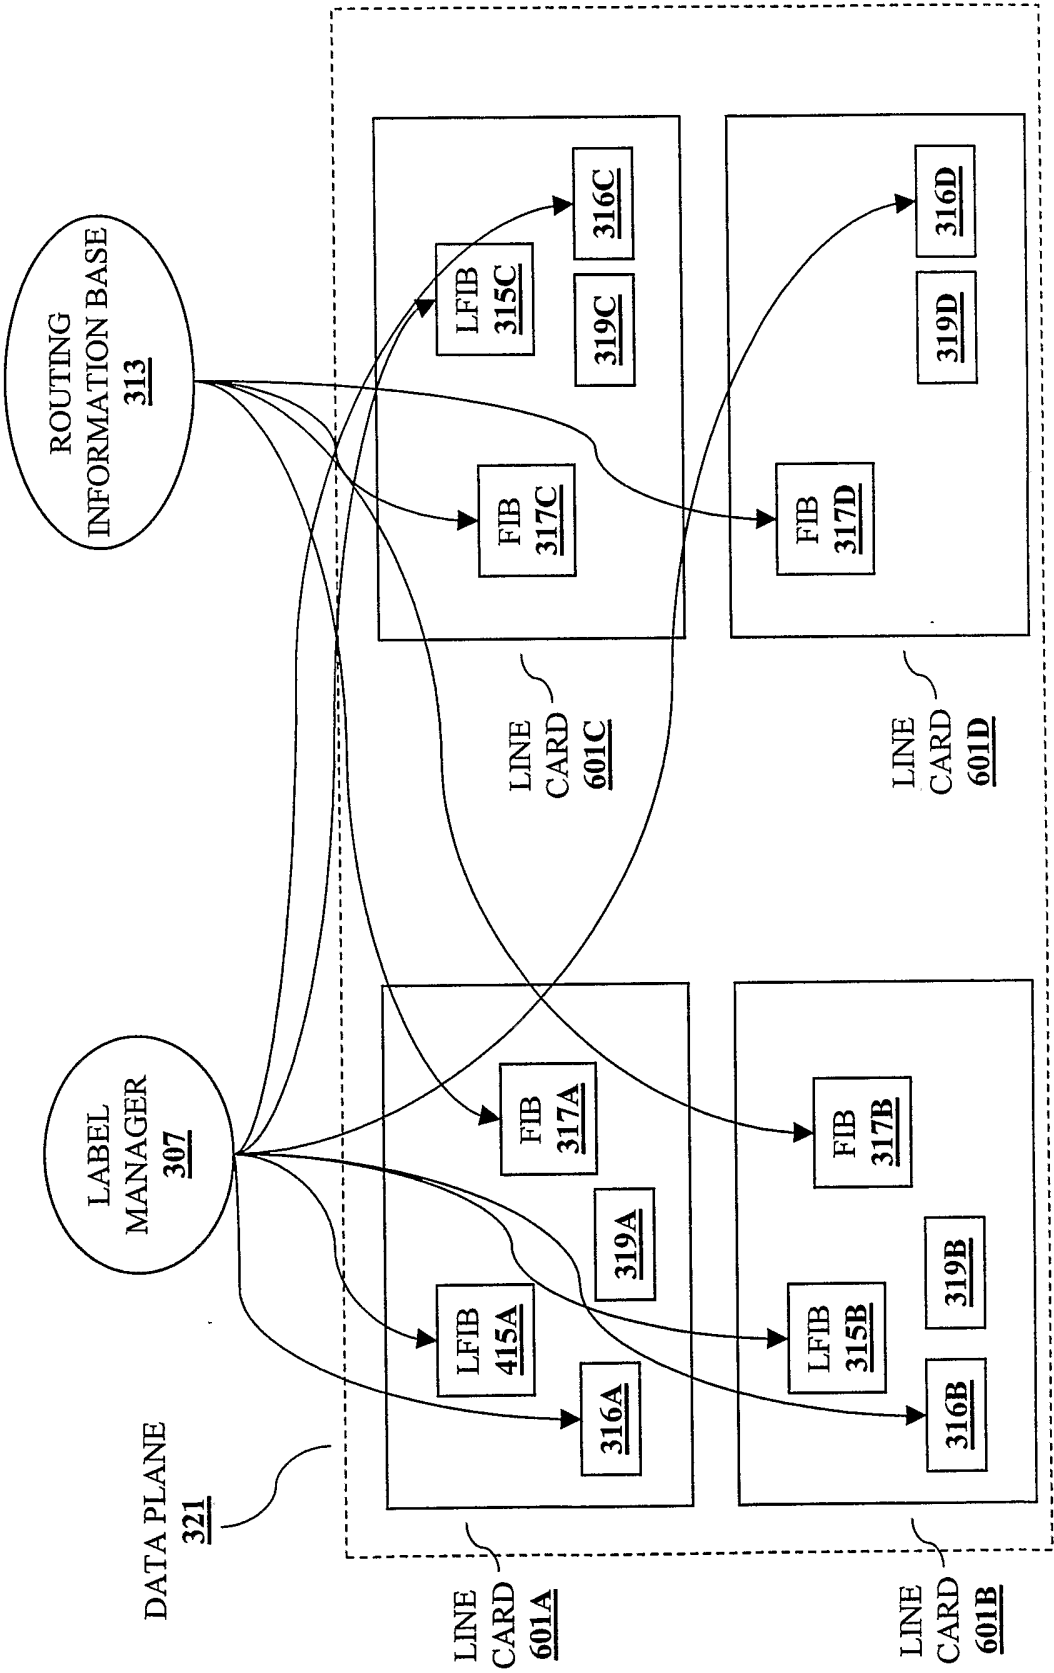 LABEL
MANAGER
307
ROUTING
INFORMATION BASE
313
DATA PLANE
321
LINE
CARD
601A
LFIB
415A
316A
319A
FIB
317A
LINE
CARD
601C
FIB
317C
LFIB
315C
319C
316C
LINE
CARD
601B
LFIB
315B
316B
319B
FIB
317B
LINE
CARD
601D
FIB
317D
319D
316D